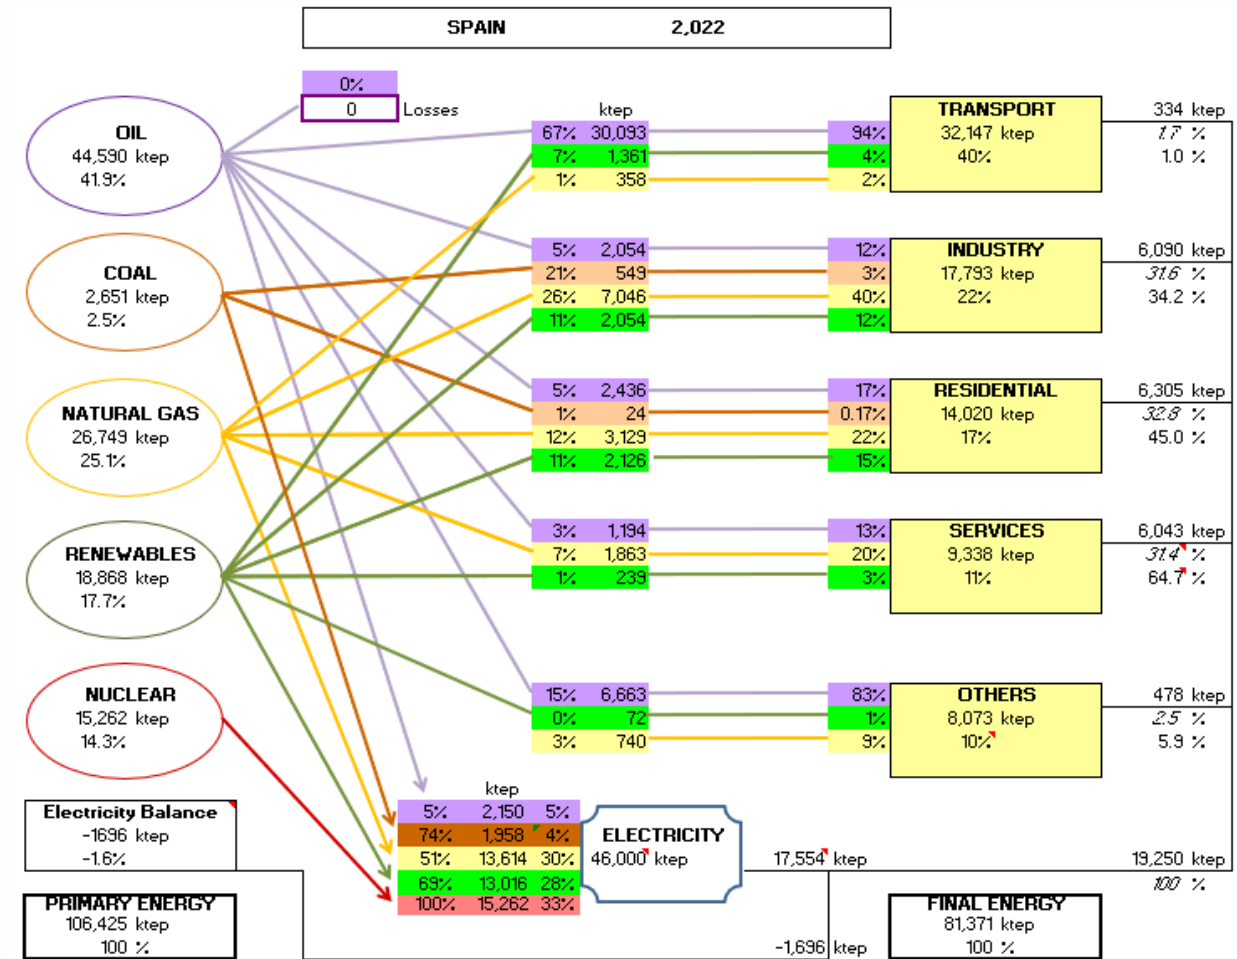 SPAIN 2,022
0%
0 Losses
ktep
OIL
44,590 ktep
41.9%
67% 30,093 94%
7% 1,361 4%
1% 358 2%
TRANSPORT
32,147 ktep
40%
334 ktep
1.7 %
1.0 %
COAL
2,651 ktep
2.5%
5% 2,054 12%
21% 549 3%
26% 7,046 40%
11% 2,054 12%
INDUSTRY
17,793 ktep
22%
6,090 ktep
31.6 %
34.2 %
NATURAL GAS
26,749 ktep
25.1%
5% 2,436 17%
1% 24 0.17%
12% 3,129 22%
11% 2,126 15%
RESIDENTIAL
14,020 ktep
17%
6,305 ktep
32.8 %
45.0 %
RENEWABLES
18,868 ktep
17.7%
3% 1,194 13%
7% 1,863 20%
1% 239 3%
SERVICES
9,338 ktep
11%
6,043 ktep
31.4 %
64.7 %
NUCLEAR
15,262 ktep
14.3%
15% 6,663 83%
0% 72 1%
3% 740 9%
OTHERS
8,073 ktep
10%
478 ktep
2.5 %
5.9 %
ktep
5% 2,150 5%
74% 1,958 4%
51% 13,614 30%
69% 13,016 28%
100% 15,262 33%
ELECTRICITY
46,000 ktep
17,554 ktep
19,250 ktep
100 %
Electricity Balance
-1696 ktep
-1.6%
PRIMARY ENERGY
106,425 ktep
100 %
-1,696 ktep
FINAL ENERGY
81,371 ktep
100 %